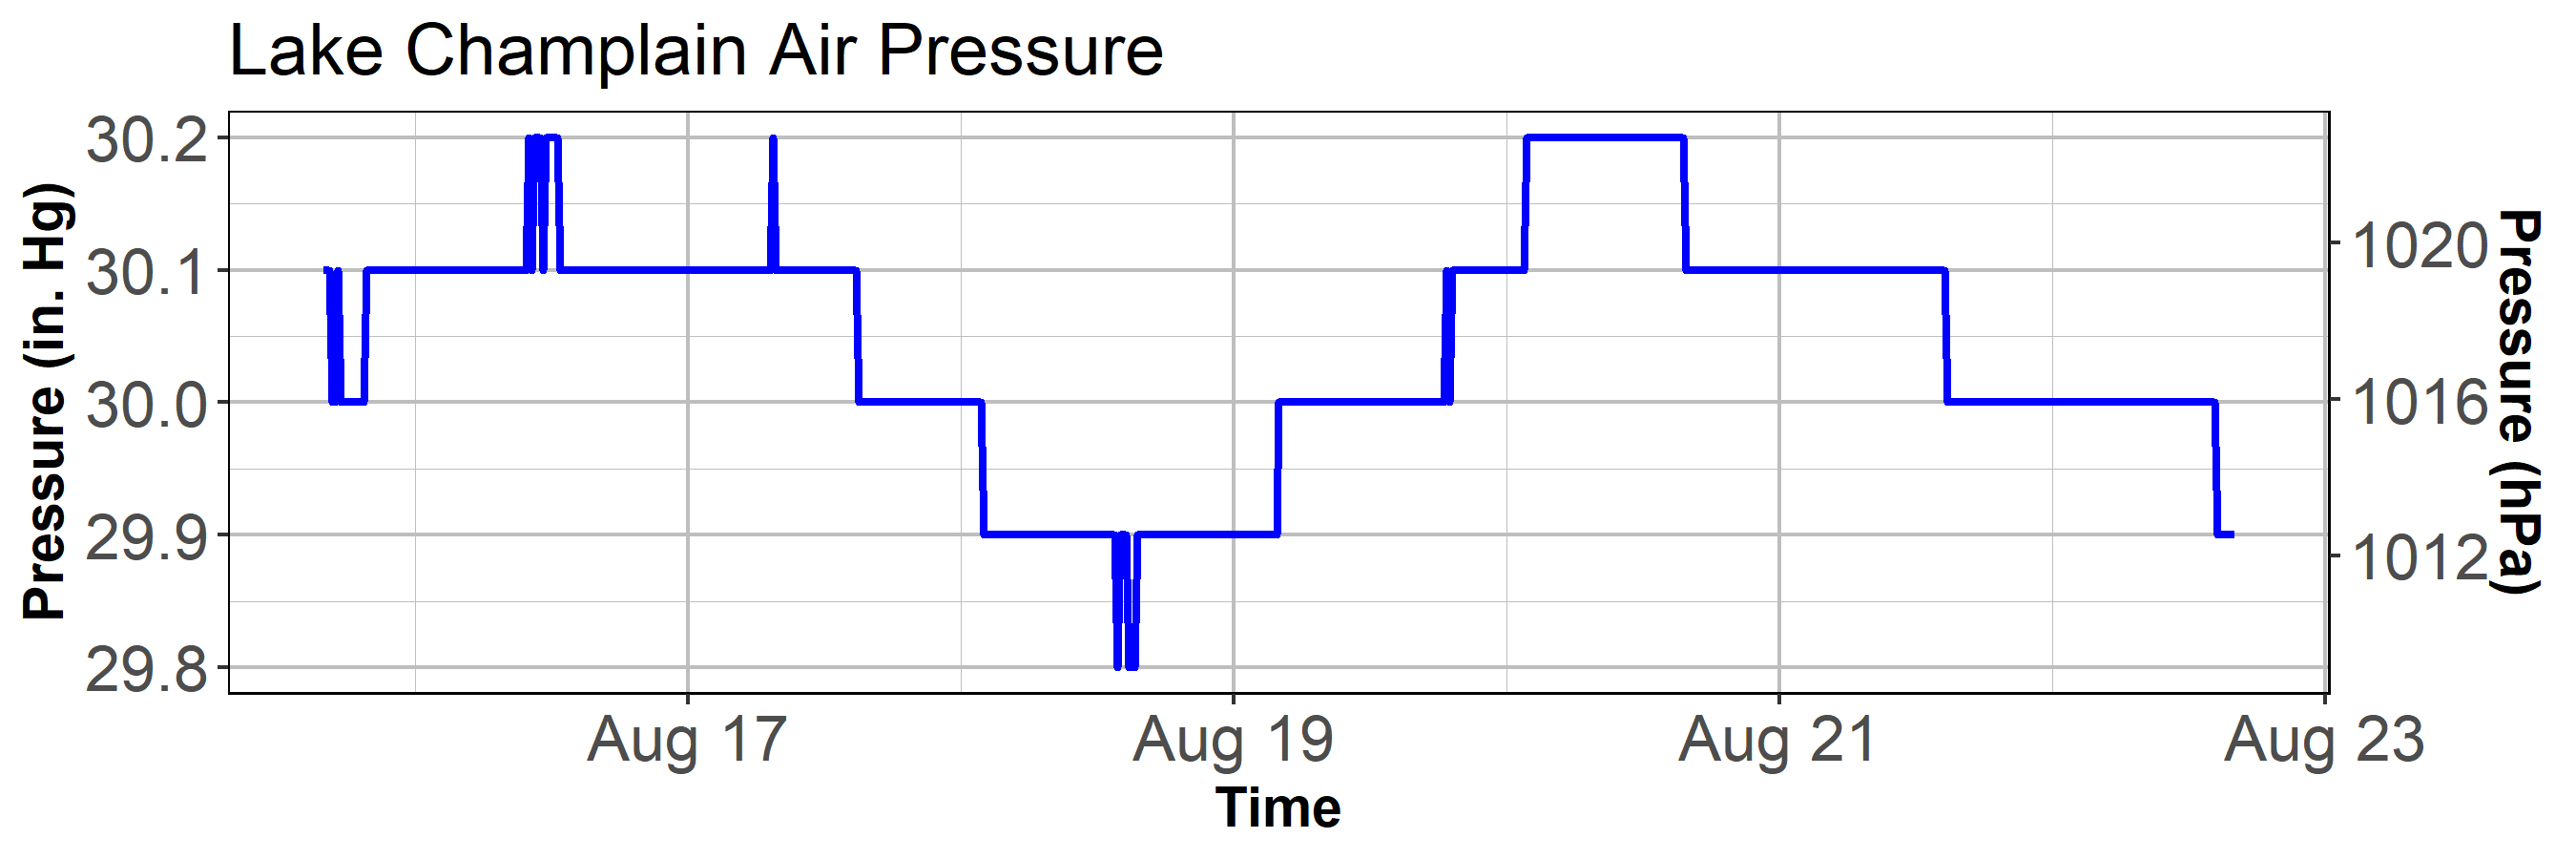 Lake Champlain Air Pressure
Pressure (in. Hg)
30.2
30.1
30.0
29.9
29.8
1020
1016
1012
Pressure (hPa)
Aug 17
Aug 19
Aug 21
Aug 23
Time